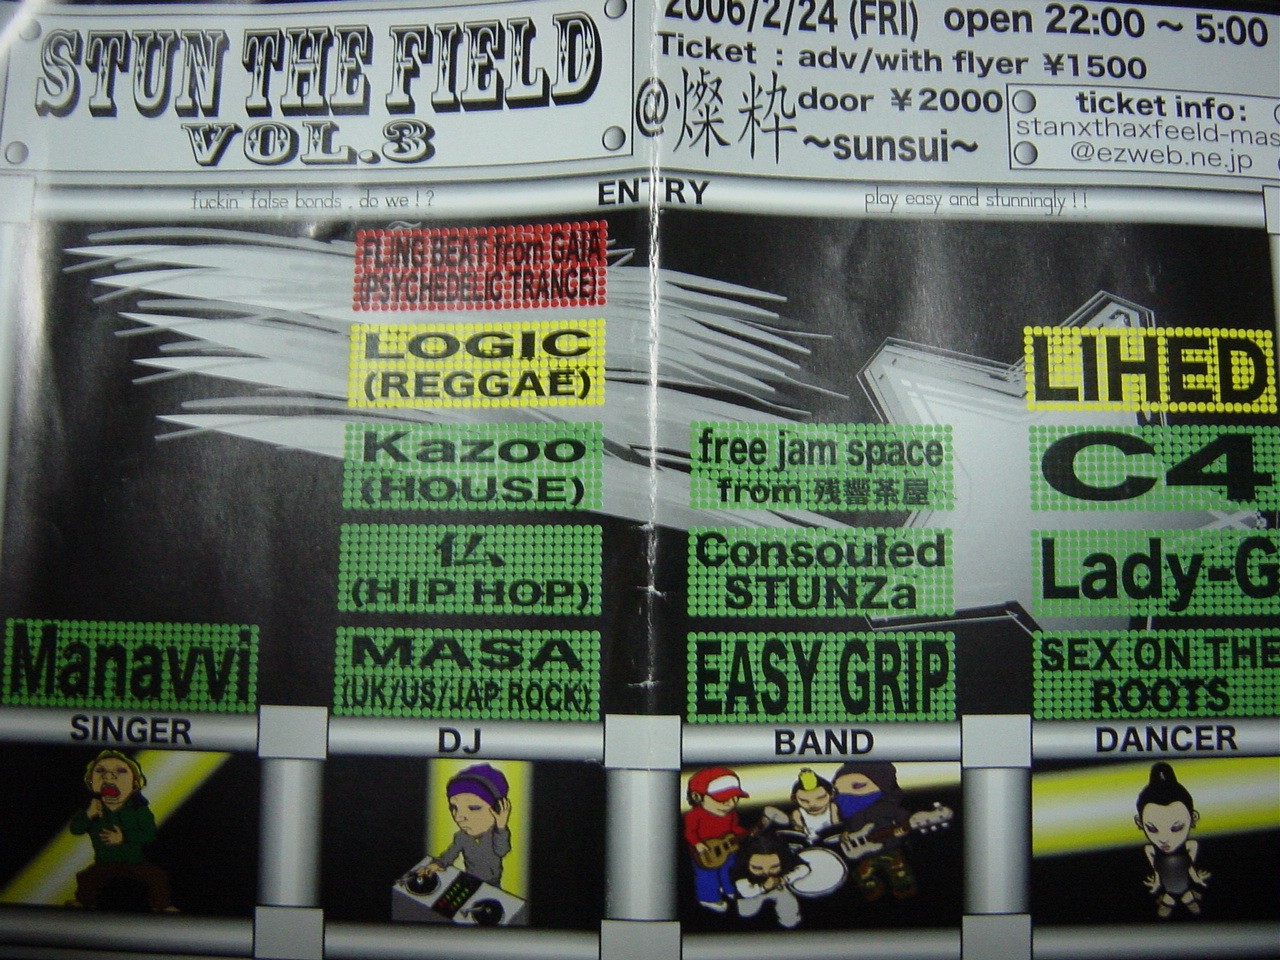 STUN THE FIELD
VOL.3
2006/2/24 (FRI) open 22:00 ~ 5:00
Ticket : adv/with flyer ¥1500
@燦粋 door ¥2000
~sunsui~
ticket info:
stanxthaxfeeld-mas
@ezweb.ne.jp
fuckin' false bonds . do we !?
ENTRY
play easy and stunningly !!
FLING BEAT from GAIA
(PSYCHEDELIC TRANCE)
LOGIC
(REGGAE)
Kazoo
(HOUSE)
仏
(HIP HOP)
MASA
(UK/US/JAP ROCK)
Manavvi
free jam space
from 残響茶屋
Consouled
STUNZa
EASY GRIP
LIHED
C4
Lady-G
SEX ON THE
ROOTS
SINGER
DJ
BAND
DANCER